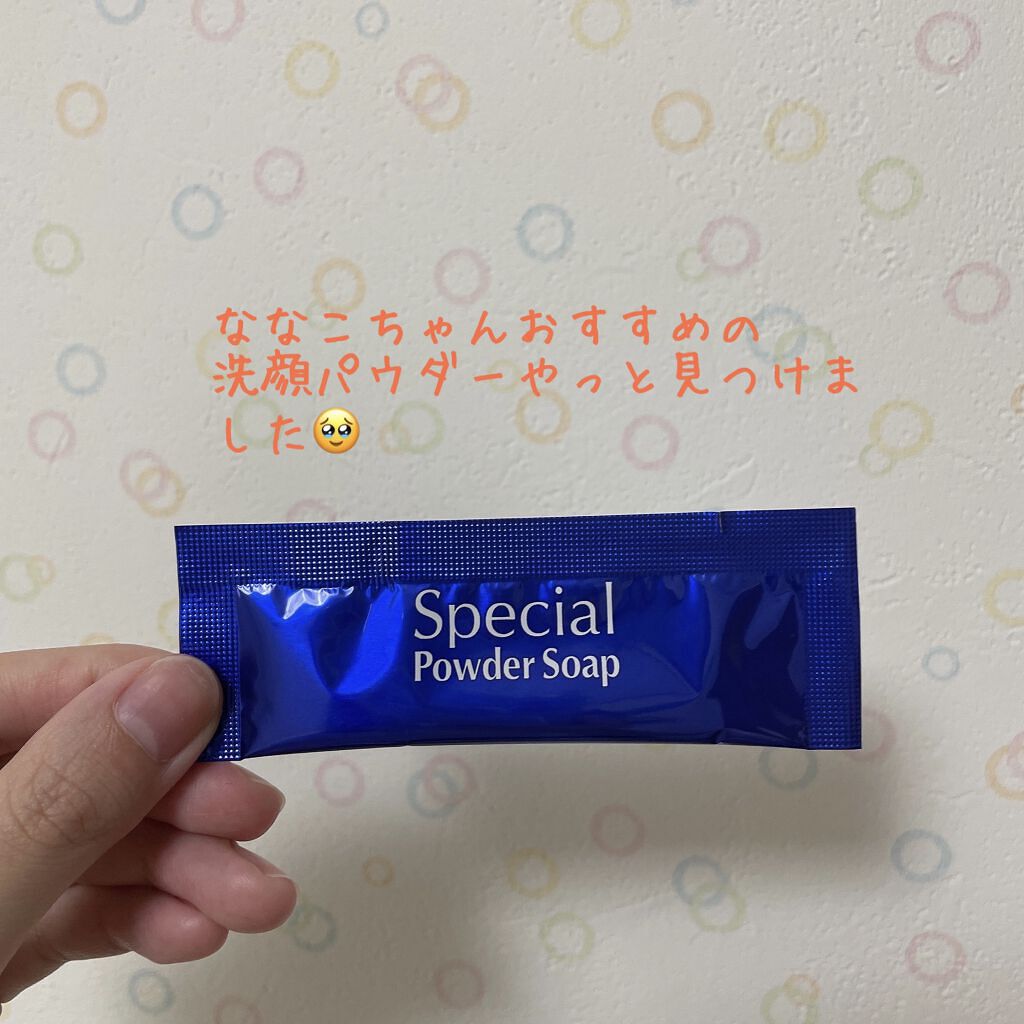 ななこちゃんおすすめの
洗顔パウダーやっと見つけま
した🥹
Special
Powder Soap